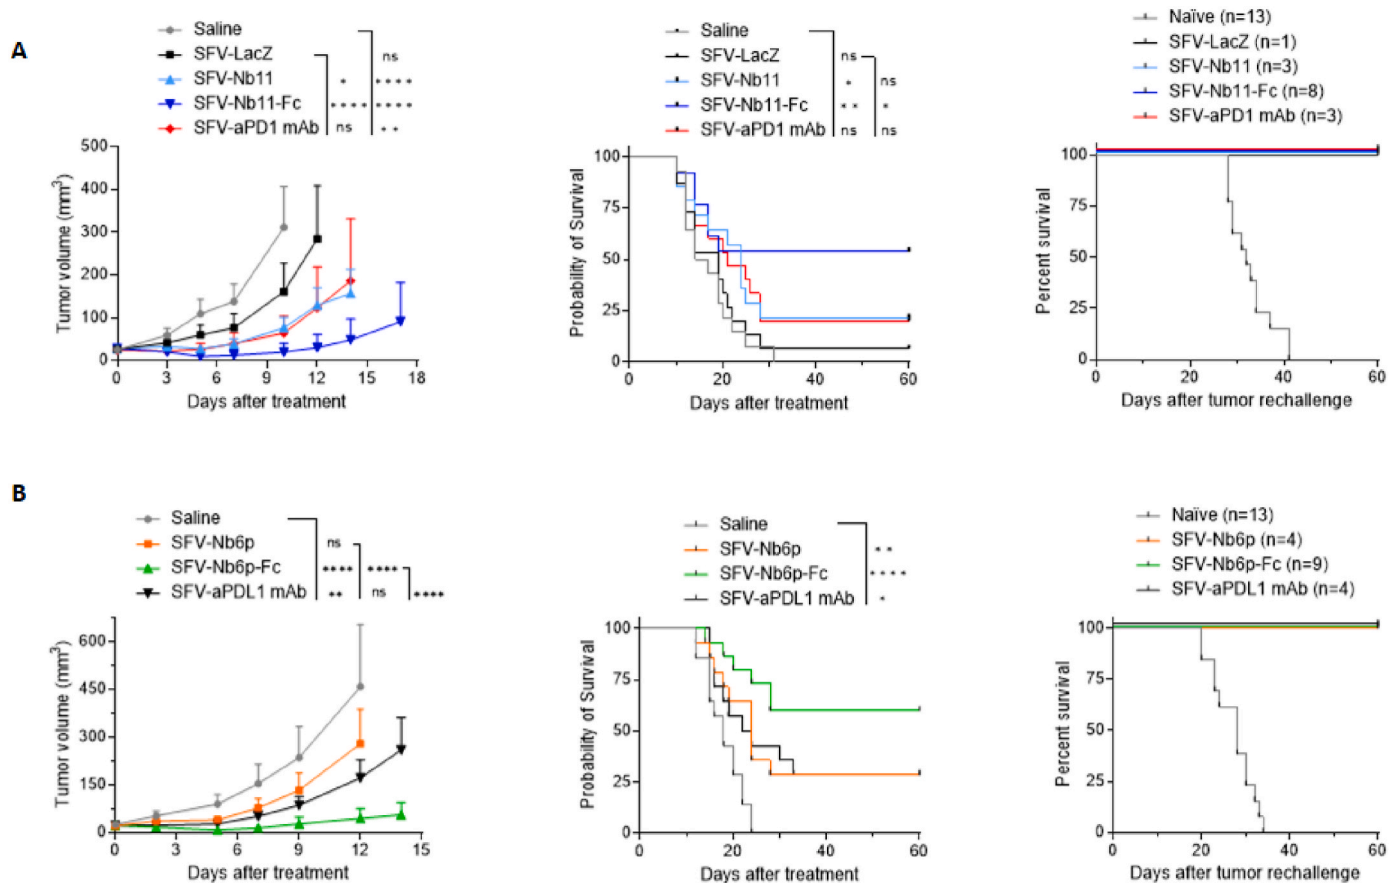 A
Saline
SFV-LacZ
SFV-Nb11
SFV-Nb11-Fc
SFV-aPD1 mAb
ns
* ****
**** ****
ns **
Tumor volume (mm3)
500
400
300
200
100
0
0 3 6 9 12 15 18
Days after treatment
Saline
SFV-LacZ
SFV-Nb11
SFV-Nb11-Fc
SFV-aPD1 mAb
ns
* ns
** *
ns ns
Probability of Survival
100
75
50
25
0
0 20 40 60
Days after treatment
Naïve (n=13)
SFV-LacZ (n=1)
SFV-Nb11 (n=3)
SFV-Nb11-Fc (n=8)
SFV-aPD1 mAb (n=3)
Percent survival
100
75
50
25
0
0 20 40 60
Days after tumor rechallenge
B
Saline
SFV-Nb6p
SFV-Nb6p-Fc
SFV-aPDL1 mAb
ns
**** ****
** ns ****
Tumor volume (mm3)
600
450
300
150
0
0 3 6 9 12 15
Days after treatment
Saline
SFV-Nb6p
SFV-Nb6p-Fc
SFV-aPDL1 mAb
**
****
*
Probability of Survival
100
75
50
25
0
0 20 40 60
Days after treatment
Naïve (n=13)
SFV-Nb6p (n=4)
SFV-Nb6p-Fc (n=9)
SFV-aPDL1 mAb (n=4)
Percent survival
100
75
50
25
0
0 20 40 60
Days after tumor rechallenge